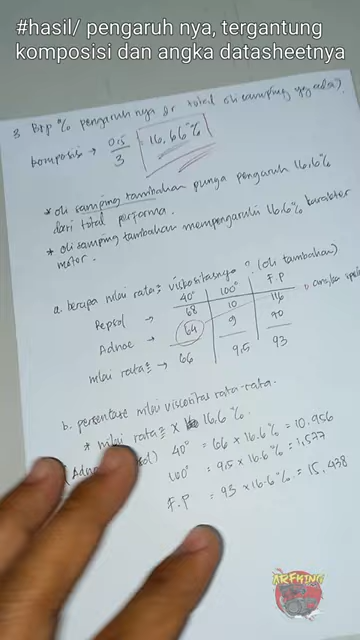 #hasil/ pengaruh nya, tergantung
komposisi dan angka datasheetnya
3 Brp % pengaruh nya dr total oli samping yg ada?
komposisi → 0.5/3 16.66%
* oli samping tambahan punya pengaruh 16.6%
dari total performa.
* oli samping tambahan mempengaruhi 16.6% karakter
motor.
a. berapa nilai rata² viskositasnya? (oli tambahan)
40° 100° F.P
Repsol → 68 10 116
Adnoc → 64 9 70
nilai rata² → 66 9,5 93
b. persentase nilai viscositas rata-rata.
* nilai rata² x 16.6%.
40° = 66 x 16.6% = 10,956
100° = 9,5 x 16.6% = 1,577
F.P = 93 x 16.6% = 15,438
ARFKING